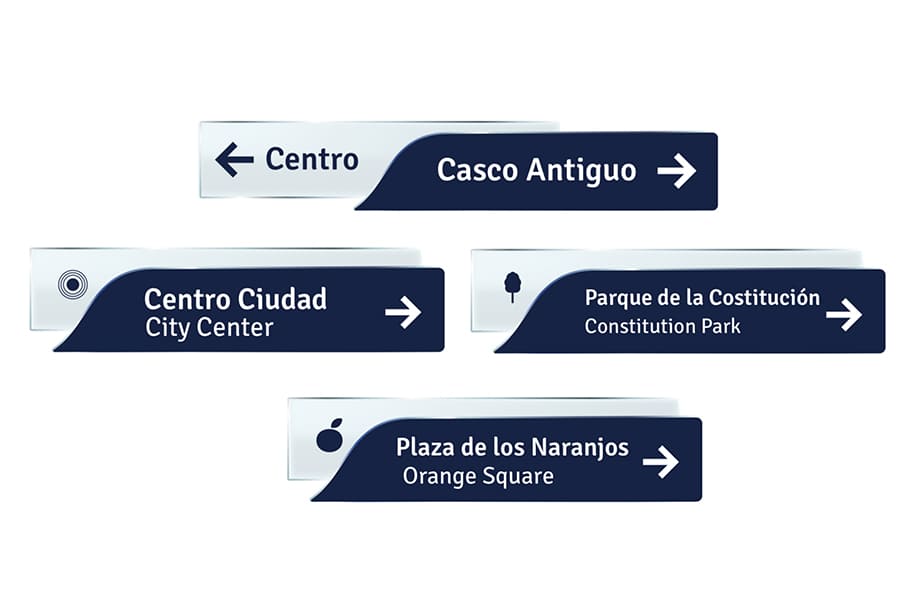 ← Centro
Casco Antiguo →
Centro Ciudad →
City Center
Parque de la Costitución →
Constitution Park
Plaza de los Naranjos →
Orange Square